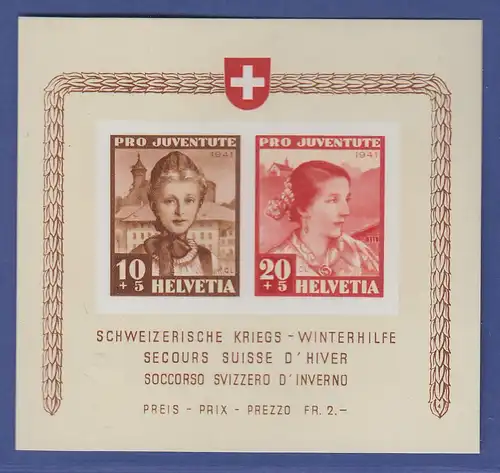 PRO JUVENTUTE
1941
10
+5
HELVETIA
PRO JUVENTUTE
1941
20
+5
HELVETIA
SCHWEIZERISCHE KRIEGS - WINTERHILFE
SECOURS SUISSE D'HIVER
SOCCORSO SVIZZERO D'INVERNO
PREIS - PRIX - PREZZO FR. 2.-